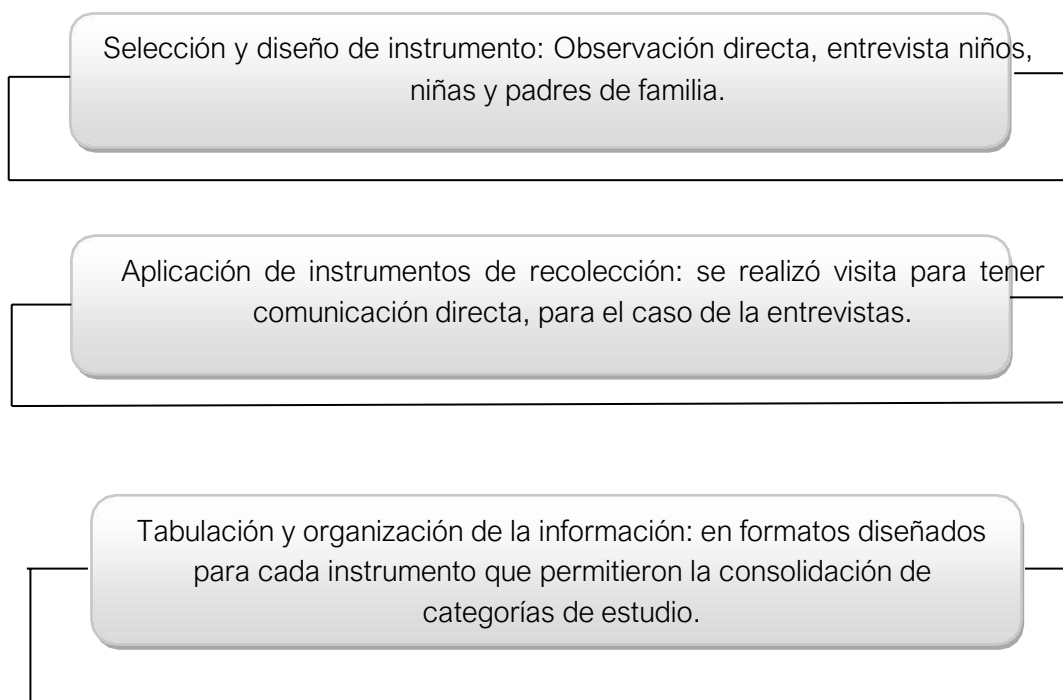 Selección y diseño de instrumento: Observación directa, entrevista niños,
niñas y padres de familia.
Aplicación de instrumentos de recolección: se realizó visita para tener
comunicación directa, para el caso de la entrevistas.
Tabulación y organización de la información: en formatos diseñados
para cada instrumento que permitieron la consolidación de
categorías de estudio.